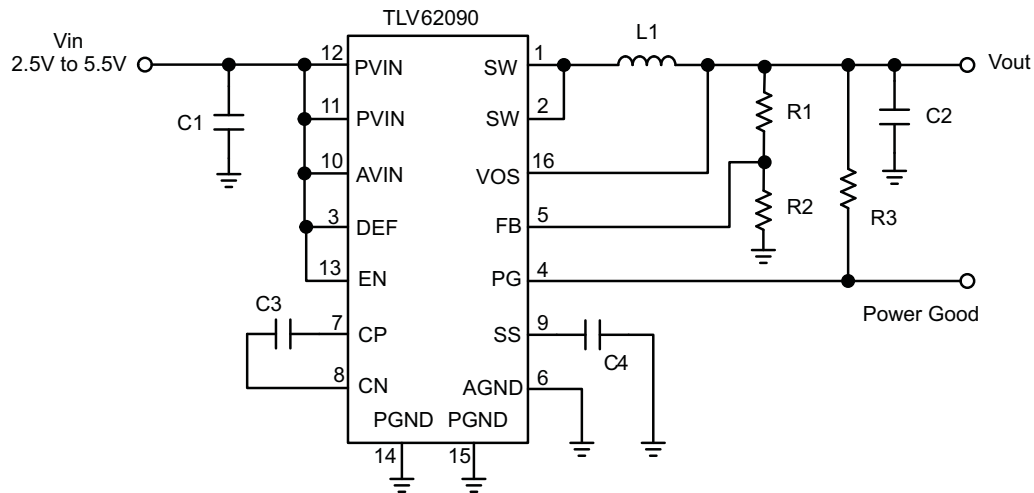 TLV62090
Vin
2.5V to 5.5V
C1
12
PVIN
11
PVIN
10
AVIN
3
DEF
13
EN
C3
7
CP
8
CN
PGND
PGND
14
15
1
SW
2
SW
16
VOS
5
FB
4
PG
9
SS
6
AGND
C4
L1
R1
R2
R3
C2
Vout
Power Good